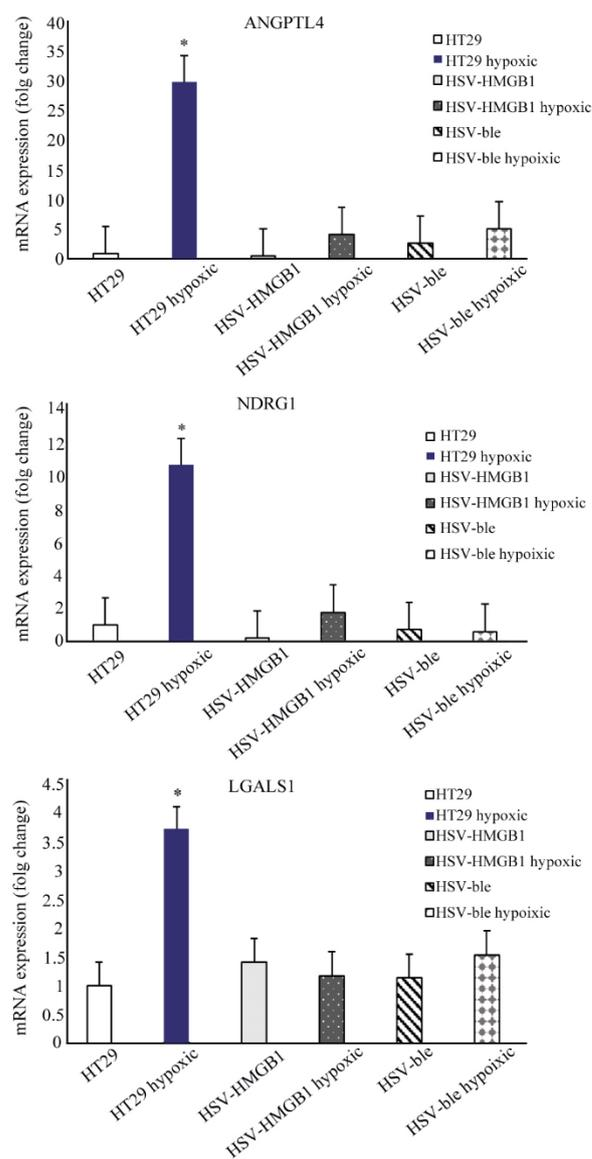 ANGPTL4
mRNA expression (folg change)
40
35
30
25
20
15
10
5
0
*
HT29
HT29 hypoxic
HSV-HMGB1
HSV-HMGB1 hypoxic
HSV-ble
HSV-ble hypoixic
HT29
HT29 hypoxic
HSV-HMGB1
HSV-HMGB1 hypoxic
HSV-ble
HSV-ble hypoixic
NDRG1
mRNA expression (folg change)
14
12
10
8
6
4
2
0
*
HT29
HT29 hypoxic
HSV-HMGB1
HSV-HMGB1 hypoxic
HSV-ble
HSV-ble hypoixic
HT29
HT29 hypoxic
HSV-HMGB1
HSV-HMGB1 hypoxic
HSV-ble
HSV-ble hypoixic
LGALS1
mRNA expression (folg change)
4.5
4
3.5
3
2.5
2
1.5
1
0.5
0
*
HT29
HT29 hypoxic
HSV-HMGB1
HSV-HMGB1 hypoxic
HSV-ble
HSV-ble hypoixic
HT29
HT29 hypoxic
HSV-HMGB1
HSV-HMGB1 hypoxic
HSV-ble
HSV-ble hypoixic